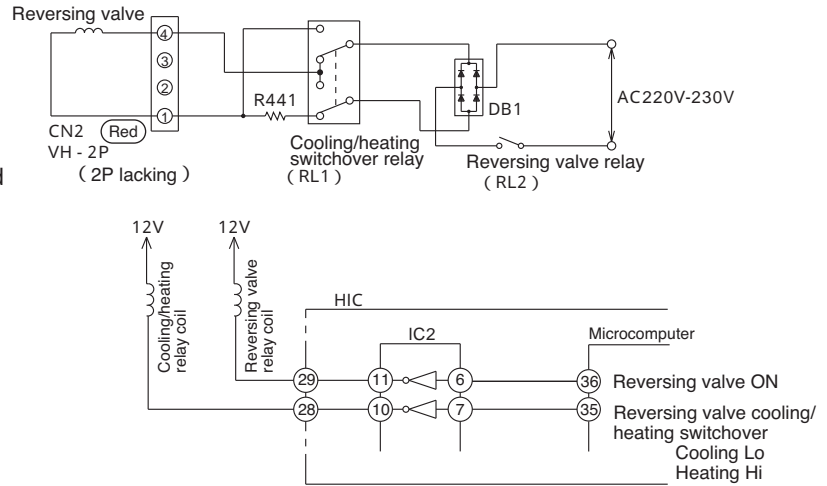 Reversing valve
4
3
2
1
CN2 Red
VH - 2P
( 2P lacking )
R441
Cooling/heating
switchover relay
( RL1 )
DB1
AC220V-230V
Reversing valve relay
( RL2 )
d
12V
12V
Cooling/heating
relay coil
Reversing valve
relay coil
HIC
IC2
Microcomputer
29
11
6
36
Reversing valve ON
28
10
7
35
Reversing valve cooling/
heating switchover
Cooling Lo
Heating Hi